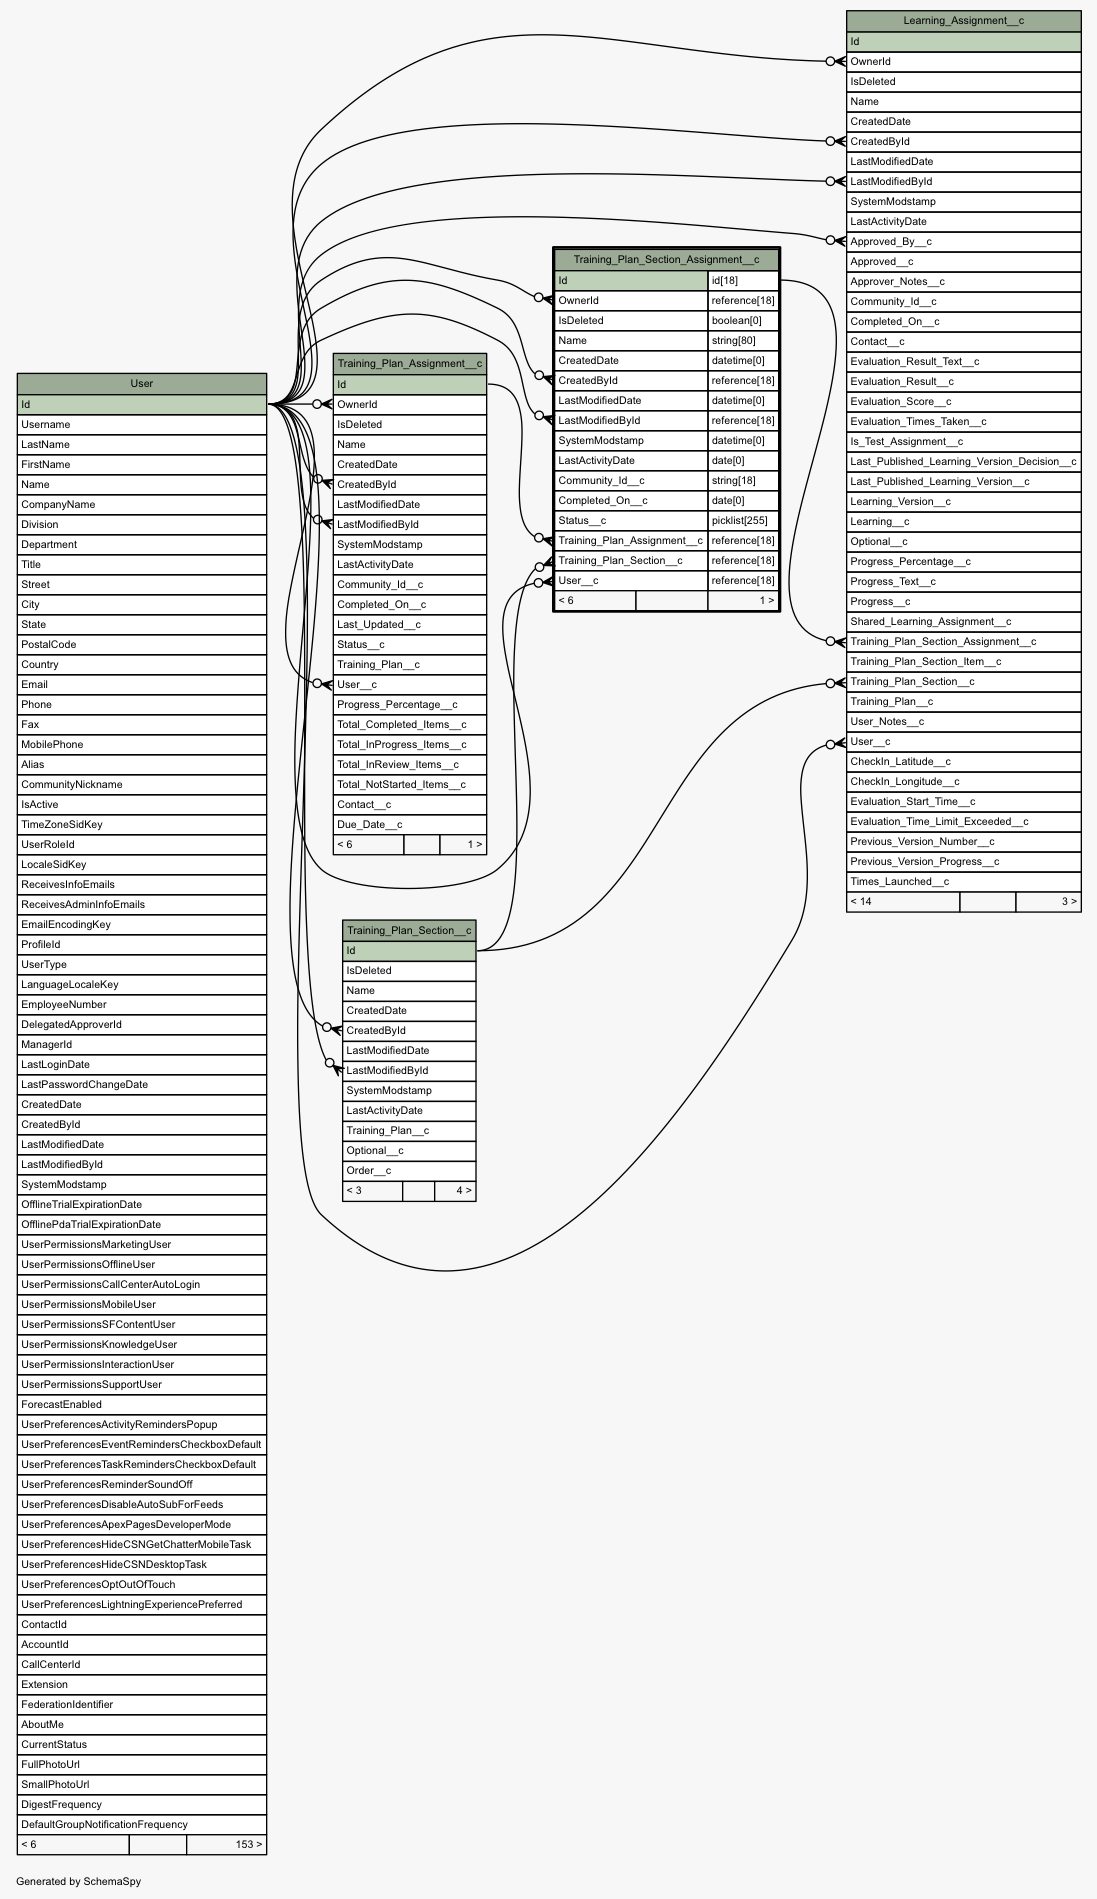 Learning_Assignment__c
Id
OwnerId
IsDeleted
Name
CreatedDate
CreatedById
LastModifiedDate
LastModifiedById
SystemModstamp
LastActivityDate
Approved_By__c
Approved__c
Approver_Notes__c
Community_Id__c
Completed_On__c
Contact__c
Evaluation_Result_Text__c
Evaluation_Result__c
Evaluation_Score__c
Evaluation_Times_Taken__c
Is_Test_Assignment__c
Last_Published_Learning_Version_Decision__c
Last_Published_Learning_Version__c
Learning_Version__c
Learning__c
Optional__c
Progress_Percentage__c
Progress_Text__c
Progress__c
Shared_Learning_Assignment__c
Training_Plan_Section_Assignment__c
Training_Plan_Section_Item__c
Training_Plan_Section__c
Training_Plan__c
User_Notes__c
User__c
CheckIn_Latitude__c
CheckIn_Longitude__c
Evaluation_Start_Time__c
Evaluation_Time_Limit_Exceeded__c
Previous_Version_Number__c
Previous_Version_Progress__c
Times_Launched__c
< 14 3 >
Training_Plan_Section_Assignment__c
Id id[18]
OwnerId reference[18]
IsDeleted boolean[0]
Name string[80]
CreatedDate datetime[0]
CreatedById reference[18]
LastModifiedDate datetime[0]
LastModifiedById reference[18]
SystemModstamp datetime[0]
LastActivityDate date[0]
Community_Id__c string[18]
Completed_On__c date[0]
Status__c picklist[255]
Training_Plan_Assignment__c reference[18]
Training_Plan_Section__c reference[18]
User__c reference[18]
< 6 1 >
Training_Plan_Assignment__c
Id
OwnerId
IsDeleted
Name
CreatedDate
CreatedById
LastModifiedDate
LastModifiedById
SystemModstamp
LastActivityDate
Community_Id__c
Completed_On__c
Last_Updated__c
Status__c
Training_Plan__c
User__c
Progress_Percentage__c
Total_Completed_Items__c
Total_InProgress_Items__c
Total_InReview_Items__c
Total_NotStarted_Items__c
Contact__c
Due_Date__c
< 6 1 >
Training_Plan_Section__c
Id
IsDeleted
Name
CreatedDate
CreatedById
LastModifiedDate
LastModifiedById
SystemModstamp
LastActivityDate
Training_Plan__c
Optional__c
Order__c
< 3 4 >
User
Id
Username
LastName
FirstName
Name
CompanyName
Division
Department
Title
Street
City
State
PostalCode
Country
Email
Phone
Fax
MobilePhone
Alias
CommunityNickname
IsActive
TimeZoneSidKey
UserRoleId
LocaleSidKey
ReceivesInfoEmails
ReceivesAdminInfoEmails
EmailEncodingKey
ProfileId
UserType
LanguageLocaleKey
EmployeeNumber
DelegatedApproverId
ManagerId
LastLoginDate
LastPasswordChangeDate
CreatedDate
CreatedById
LastModifiedDate
LastModifiedById
SystemModstamp
OfflineTrialExpirationDate
OfflinePdaTrialExpirationDate
UserPermissionsMarketingUser
UserPermissionsOfflineUser
UserPermissionsCallCenterAutoLogin
UserPermissionsMobileUser
UserPermissionsSFContentUser
UserPermissionsKnowledgeUser
UserPermissionsInteractionUser
UserPermissionsSupportUser
ForecastEnabled
UserPreferencesActivityRemindersPopup
UserPreferencesEventRemindersCheckboxDefault
UserPreferencesTaskRemindersCheckboxDefault
UserPreferencesReminderSoundOff
UserPreferencesDisableAutoSubForFeeds
UserPreferencesApexPagesDeveloperMode
UserPreferencesHideCSNGetChatterMobileTask
UserPreferencesHideCSNDesktopTask
UserPreferencesOptOutOfTouch
UserPreferencesLightningExperiencePreferred
ContactId
AccountId
CallCenterId
Extension
FederationIdentifier
AboutMe
CurrentStatus
FullPhotoUrl
SmallPhotoUrl
DigestFrequency
DefaultGroupNotificationFrequency
< 6 153 >
Generated by SchemaSpy